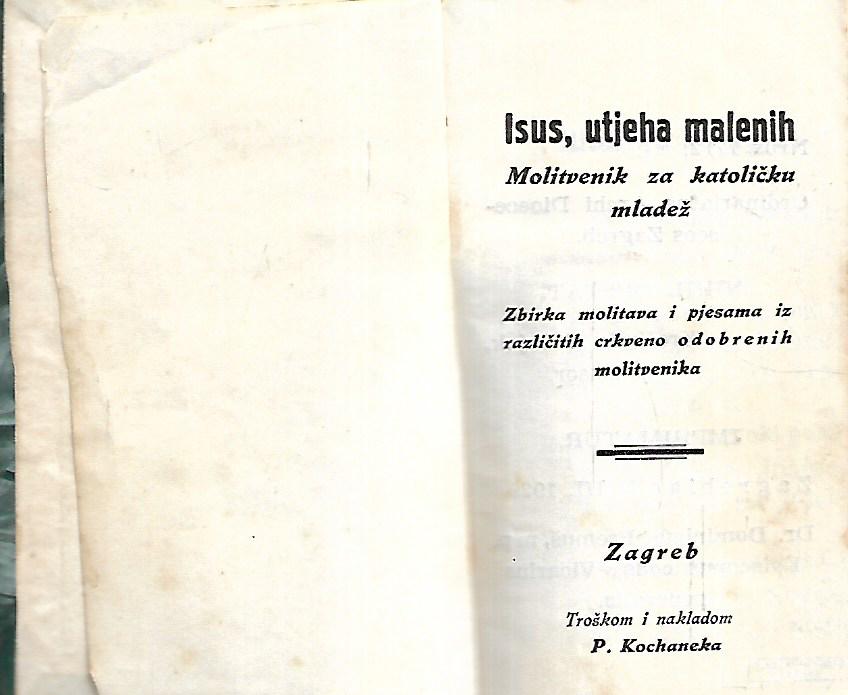 Isus, utjeha malenih
Molitvenik za katoličku
mladež
Zbirka molitava i pjesama iz
različitih crkveno odobrenih
molitvenika
Zagreb
Troškom i nakladom
P. Kochaneka